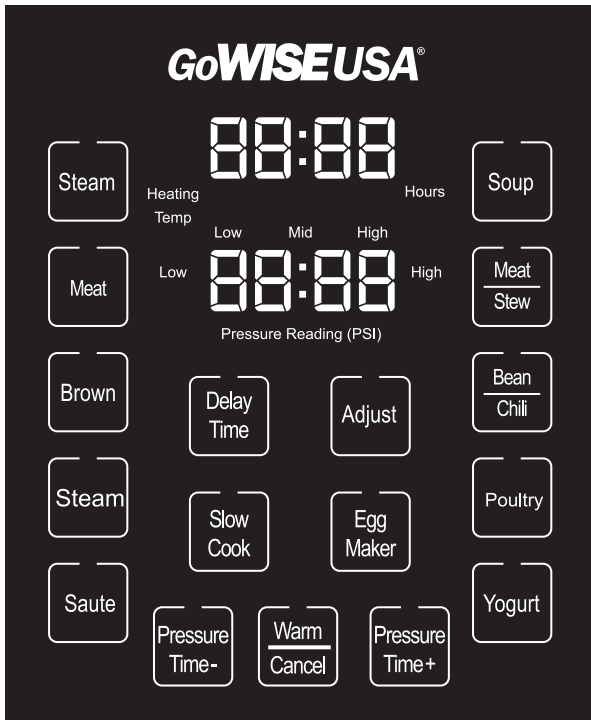 GoWISEUSA®
88:88
Heating
Temp
Hours
Low Mid High
Low
88:88
High
Pressure Reading (PSI)
Steam
Meat
Brown
Steam
Saute
Delay
Time
Adjust
Slow
Cook
Egg
Maker
Pressure
Time-
Warm
Cancel
Pressure
Time+
Soup
Meat
Stew
Bean
Chili
Poultry
Yogurt